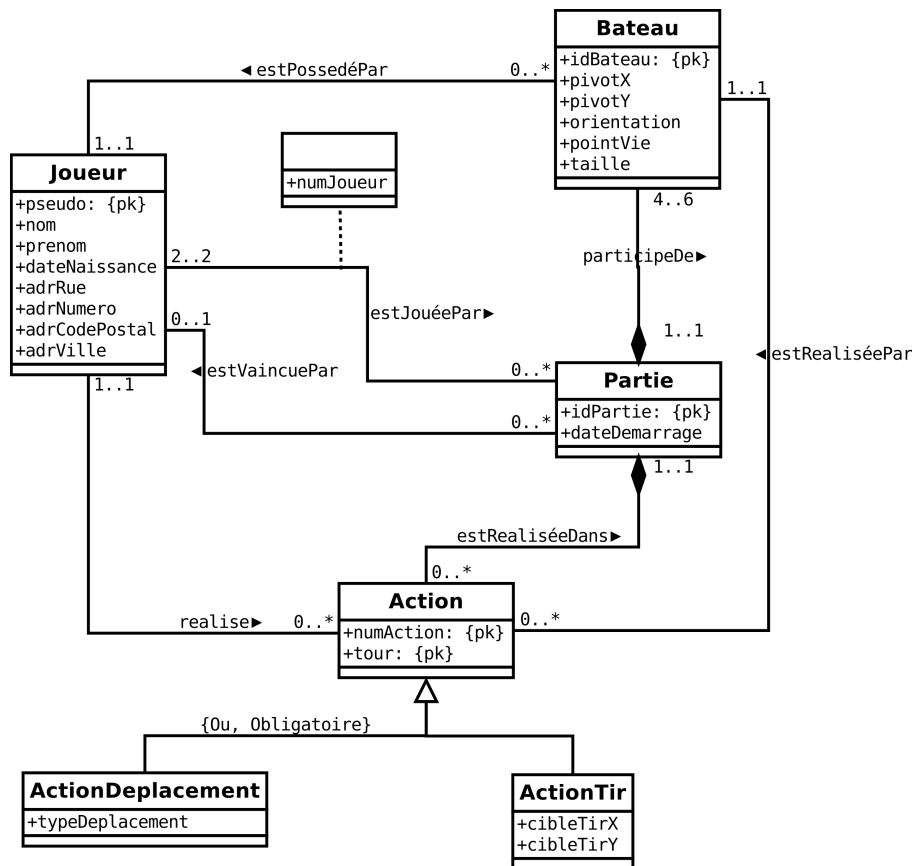 Bateau
+idBateau: {pk}
+pivotX
+pivotY
+orientation
+pointVie
+taille
◄ estPossedéPar
0..*
1..1
1..1
Joueur
+pseudo: {pk}
+nom
+prenom
+dateNaissance
+adrRue
+adrNumero
+adrCodePostal
+adrVille
+numJoueur
4..6
participeDe►
1..1
2..2
estJouéePar►
0..*
0..1
◄estVaincuePar
0..*
◄estRealiséePar
Partie
+idPartie: {pk}
+dateDemarrage
1..1
1..1
estRealiséeDans►
0..*
Action
+numAction: {pk}
+tour: {pk}
realise►
0..*
0..*
{Ou, Obligatoire}
ActionDeplacement
+typeDeplacement
ActionTir
+cibleTirX
+cibleTirY